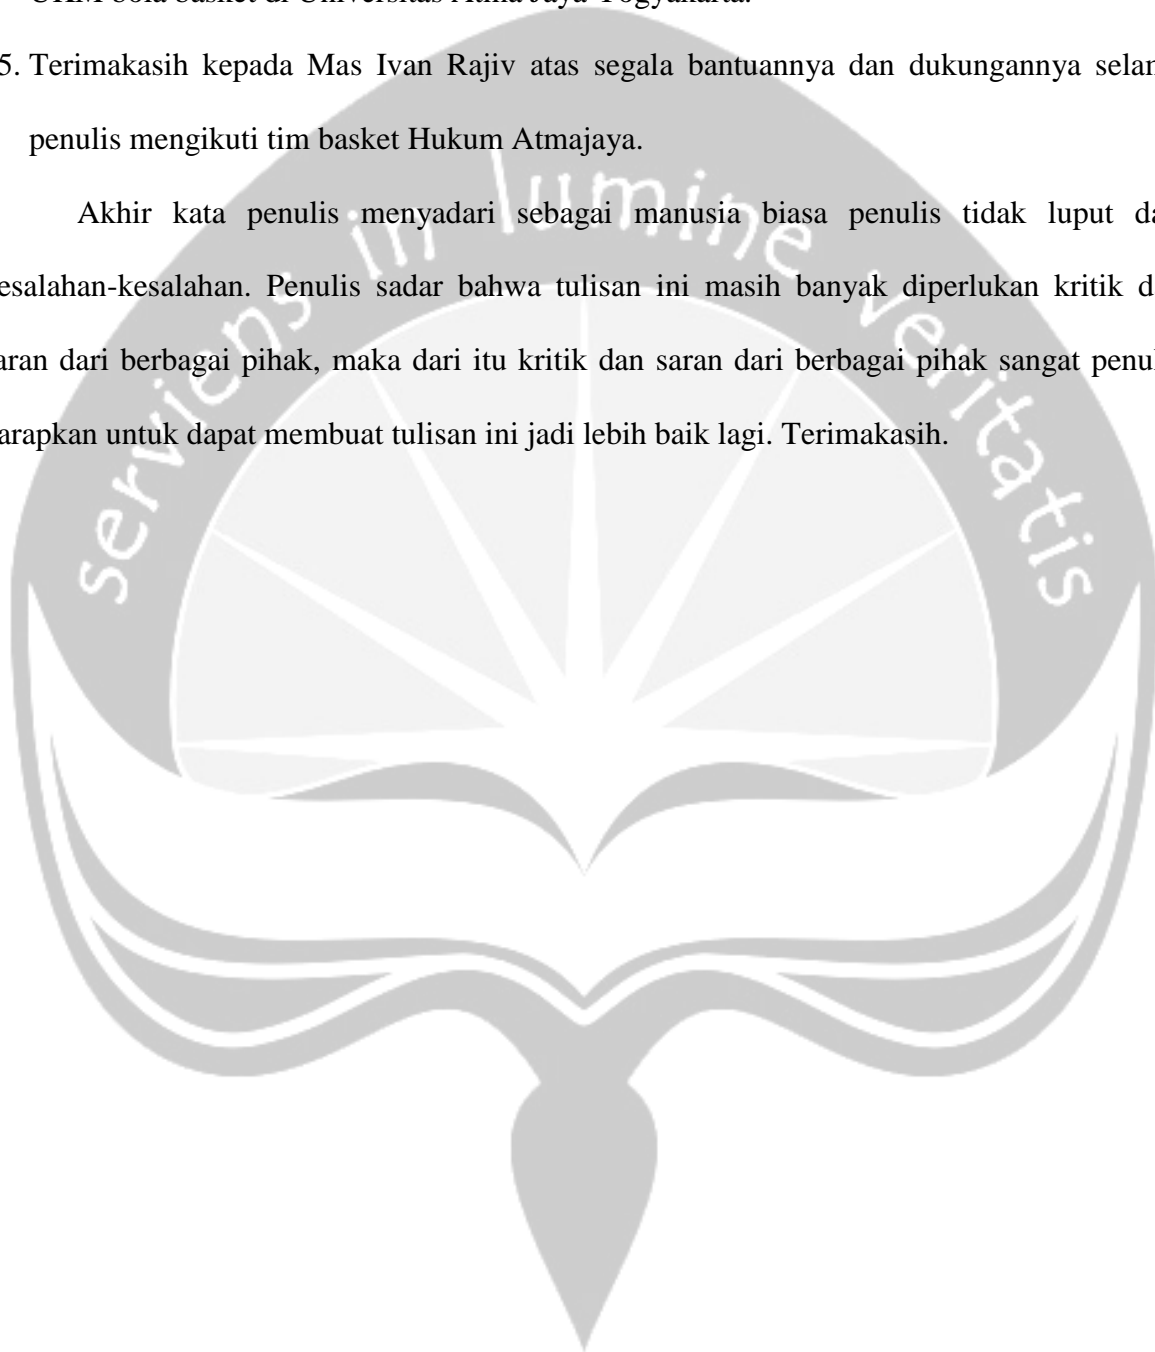 UKM bola basket di Universitas Atma Jaya Yogyakarta.
5. Terimakasih kepada Mas Ivan Rajiv atas segala bantuannya dan dukungannya selam
penulis mengikuti tim basket Hukum Atmajaya.
Akhir kata penulis menyadari sebagai manusia biasa penulis tidak luput da
esalahan-kesalahan. Penulis sadar bahwa tulisan ini masih banyak diperlukan kritik d
aran dari berbagai pihak, maka dari itu kritik dan saran dari berbagai pihak sangat penul
arapkan untuk dapat membuat tulisan ini jadi lebih baik lagi. Terimakasih.
serviens in lumine veritatis